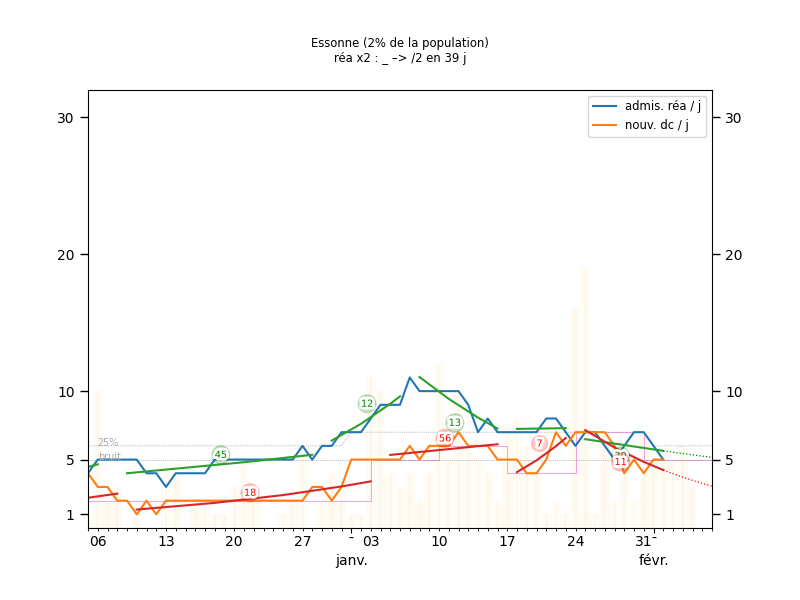 Essonne (2% de la population)
réa x2 : _ –> /2 en 39 j
admis. réa / j
nouv. dc / j
30 30
20 20
10 10
5 5
1 1
25%
bruit
45
18
12
13
56
7
39
11
06 13 20 27 - 03 10 17 24 31-
janv. févr.